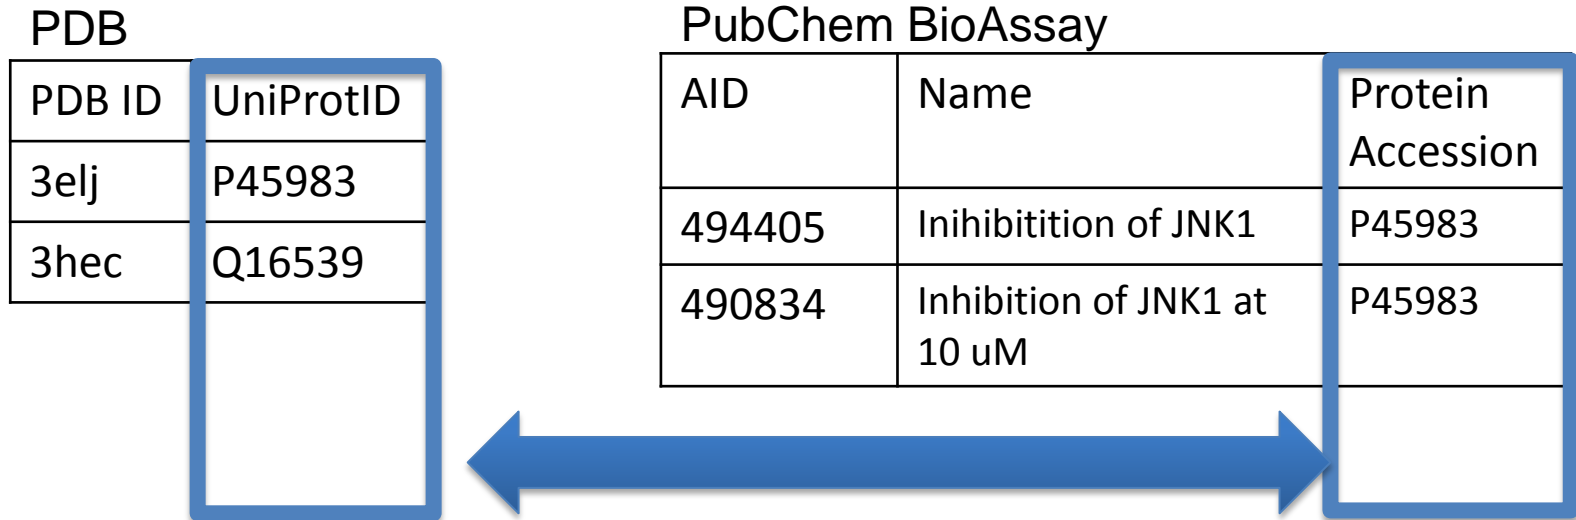 PDB
PDB ID UniProtID
3elj P45983
3hec Q16539
PubChem BioAssay
AID Name Protein
Accession
494405 Inihibitition of JNK1 P45983
490834 Inhibition of JNK1 at P45983
10 uM